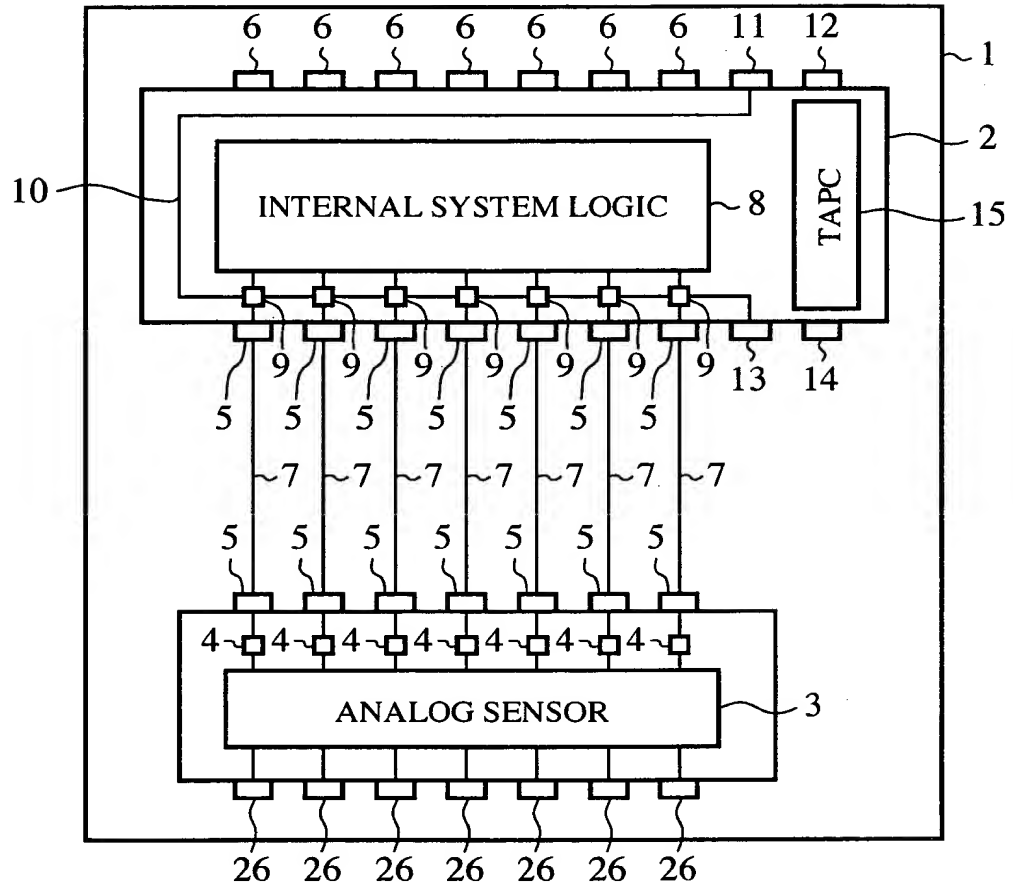 6 6 6 6 6 6 6 11 12
1
2
10
INTERNAL SYSTEM LOGIC
8
TAPC
15
9 9 9 9 9 9 9 13 14
5 5 5 5 5 5 5
7 7 7 7 7 7 7
5 5 5 5 5 5 5
4 4 4 4 4 4 4
ANALOG SENSOR
3
26 26 26 26 26 26 26